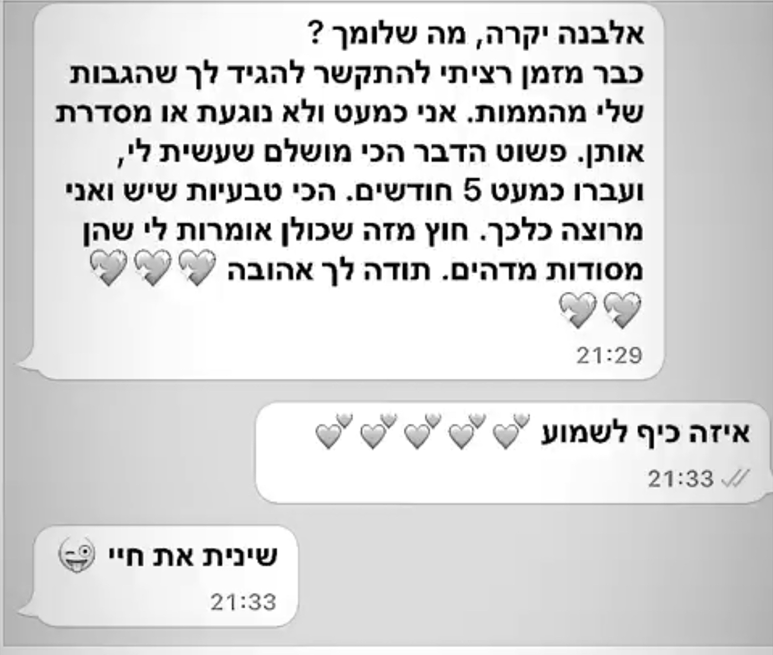 אלבנה יקרה, מה שלומך ?
כבר מזמן רציתי להתקשר להגיד לך שהגבות
שלי מהממות. אני כמעט ולא נוגעת או מסדרת
אותן. פשוט הדבר הכי מושלם שעשית לי,
ועברו כמעט 5 חודשים. הכי טבעיות שיש ואני
מרוצה כלכך. חוץ מזה שכולן אומרות לי שהן
מסודות מדהים. תודה לך אהובה 💖💖💖
💖💖
21:29
איזה כיף לשמוע 💕💕💕💕💕
21:33
שינית את חיי 😜
21:33